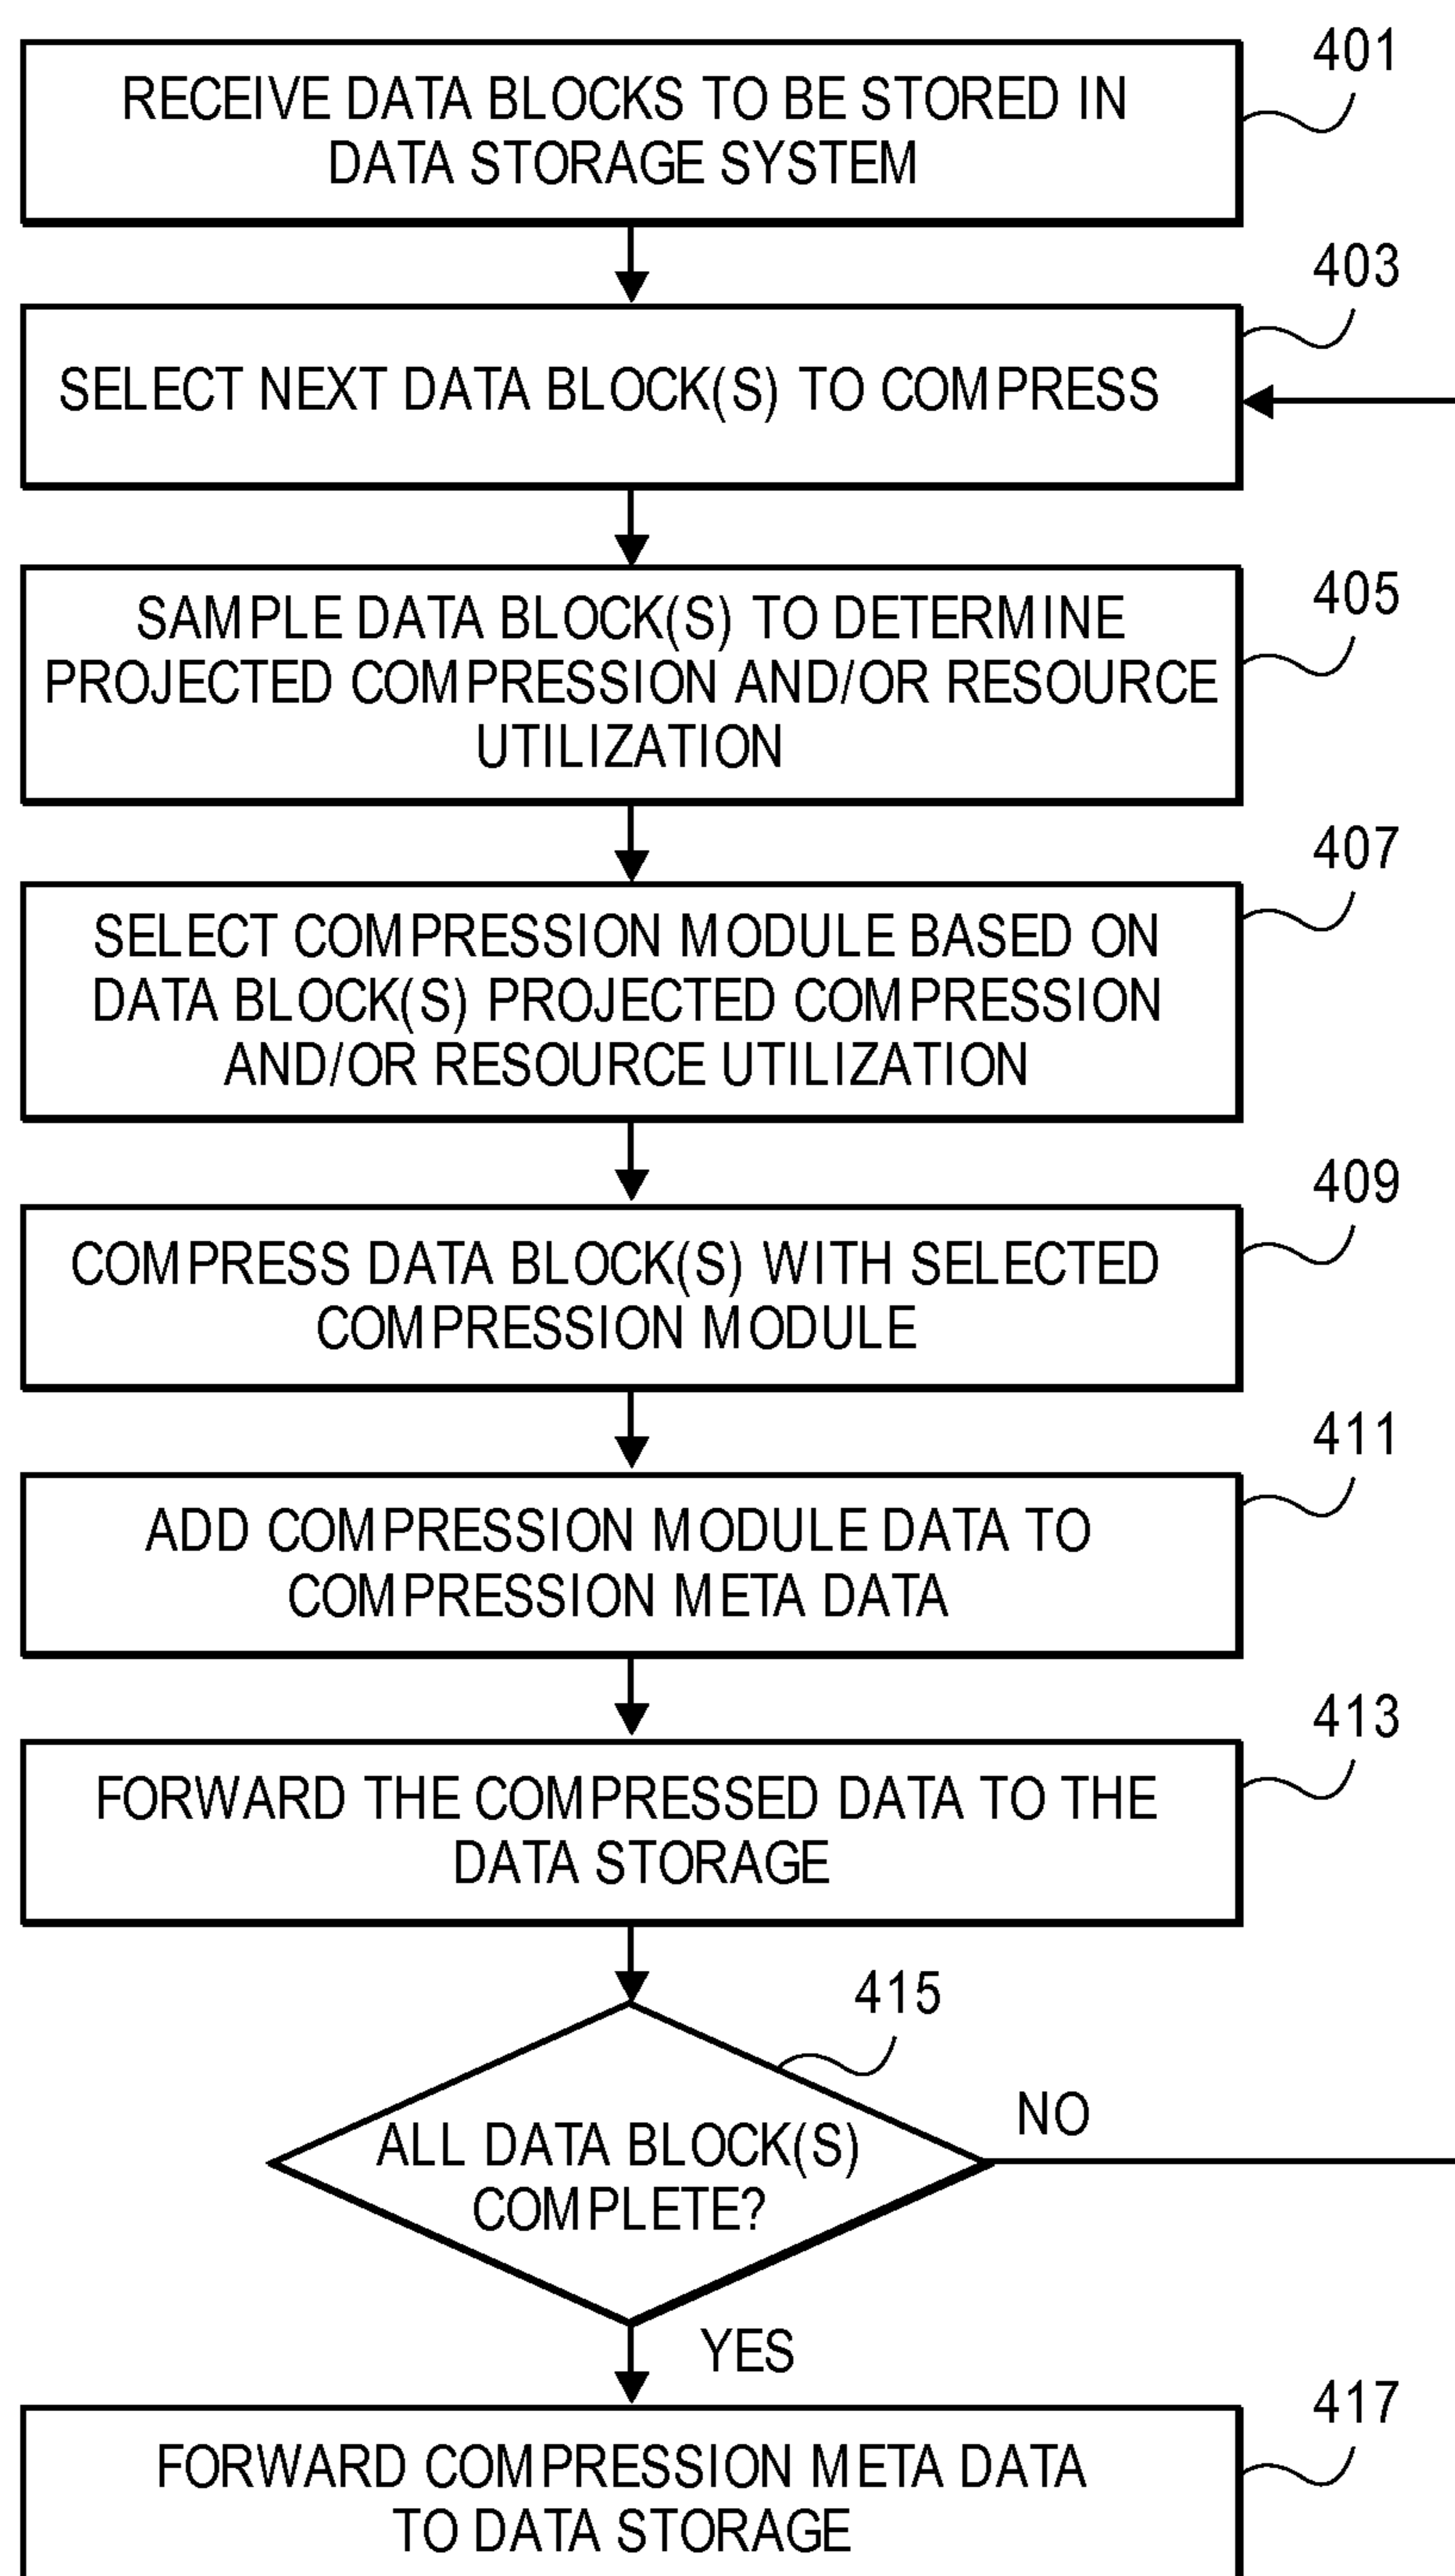 401
RECEIVE DATA BLOCKS TO BE STORED IN
DATA STORAGE SYSTEM
403
SELECT NEXT DATA BLOCK(S) TO COMPRESS
405
SAMPLE DATA BLOCK(S) TO DETERMINE
PROJECTED COMPRESSION AND/OR RESOURCE
UTILIZATION
407
SELECT COMPRESSION MODULE BASED ON
DATA BLOCK(S) PROJECTED COMPRESSION
AND/OR RESOURCE UTILIZATION
409
COMPRESS DATA BLOCK(S) WITH SELECTED
COMPRESSION MODULE
411
ADD COMPRESSION MODULE DATA TO
COMPRESSION META DATA
413
FORWARD THE COMPRESSED DATA TO THE
DATA STORAGE
415
ALL DATA BLOCK(S)
COMPLETE?
NO
YES
417
FORWARD COMPRESSION META DATA
TO DATA STORAGE